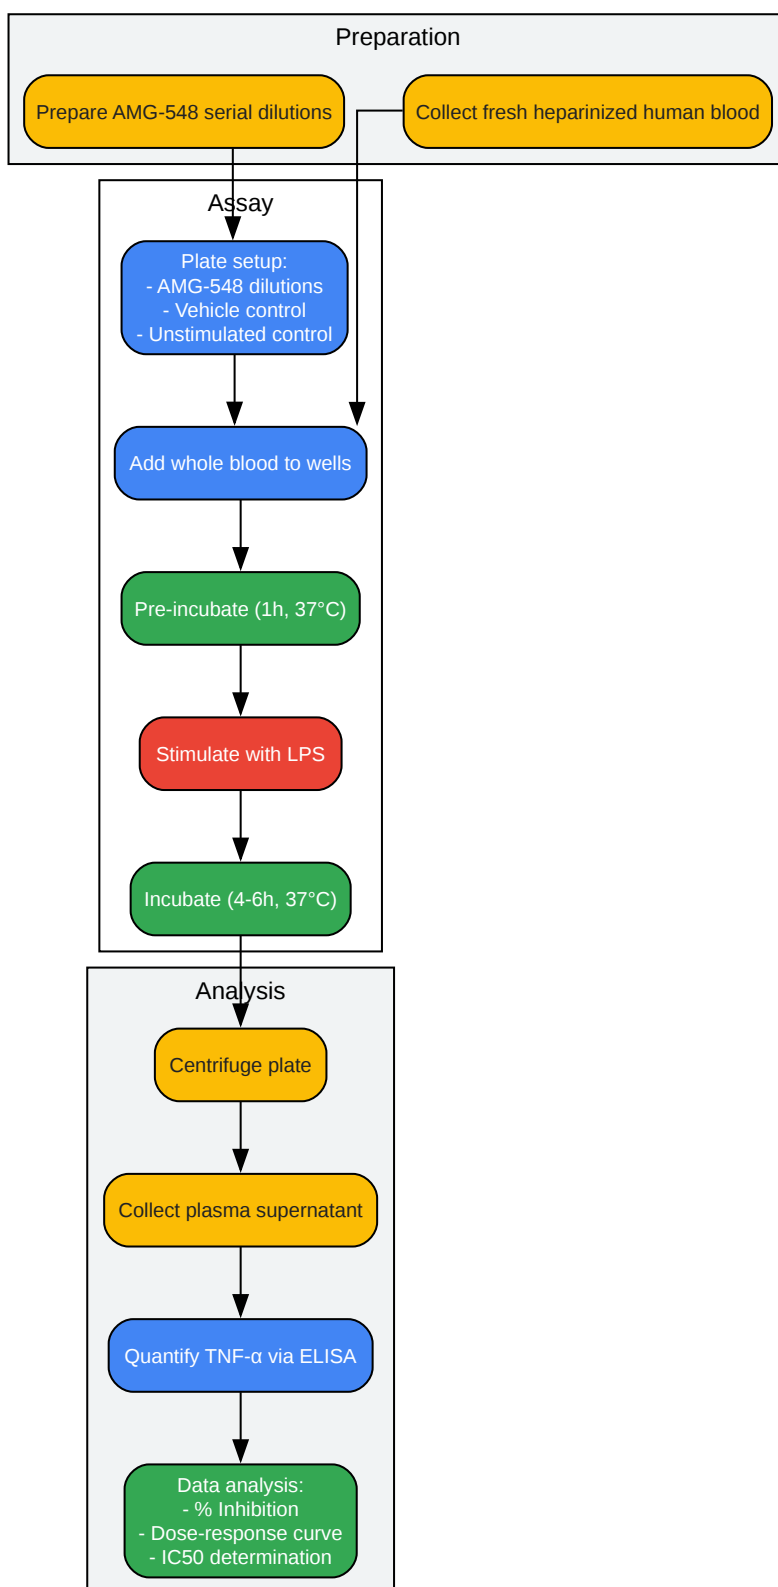 Preparation
Prepare AMG-548 serial dilutions
Collect fresh heparinized human blood
Assay
Plate setup:
- AMG-548 dilutions
- Vehicle control
- Unstimulated control
Add whole blood to wells
Pre-incubate (1h, 37°C)
Stimulate with LPS
Incubate (4-6h, 37°C)
Analysis
Centrifuge plate
Collect plasma supernatant
Quantify TNF-α via ELISA
Data analysis:
- % Inhibition
- Dose-response curve
- IC50 determination